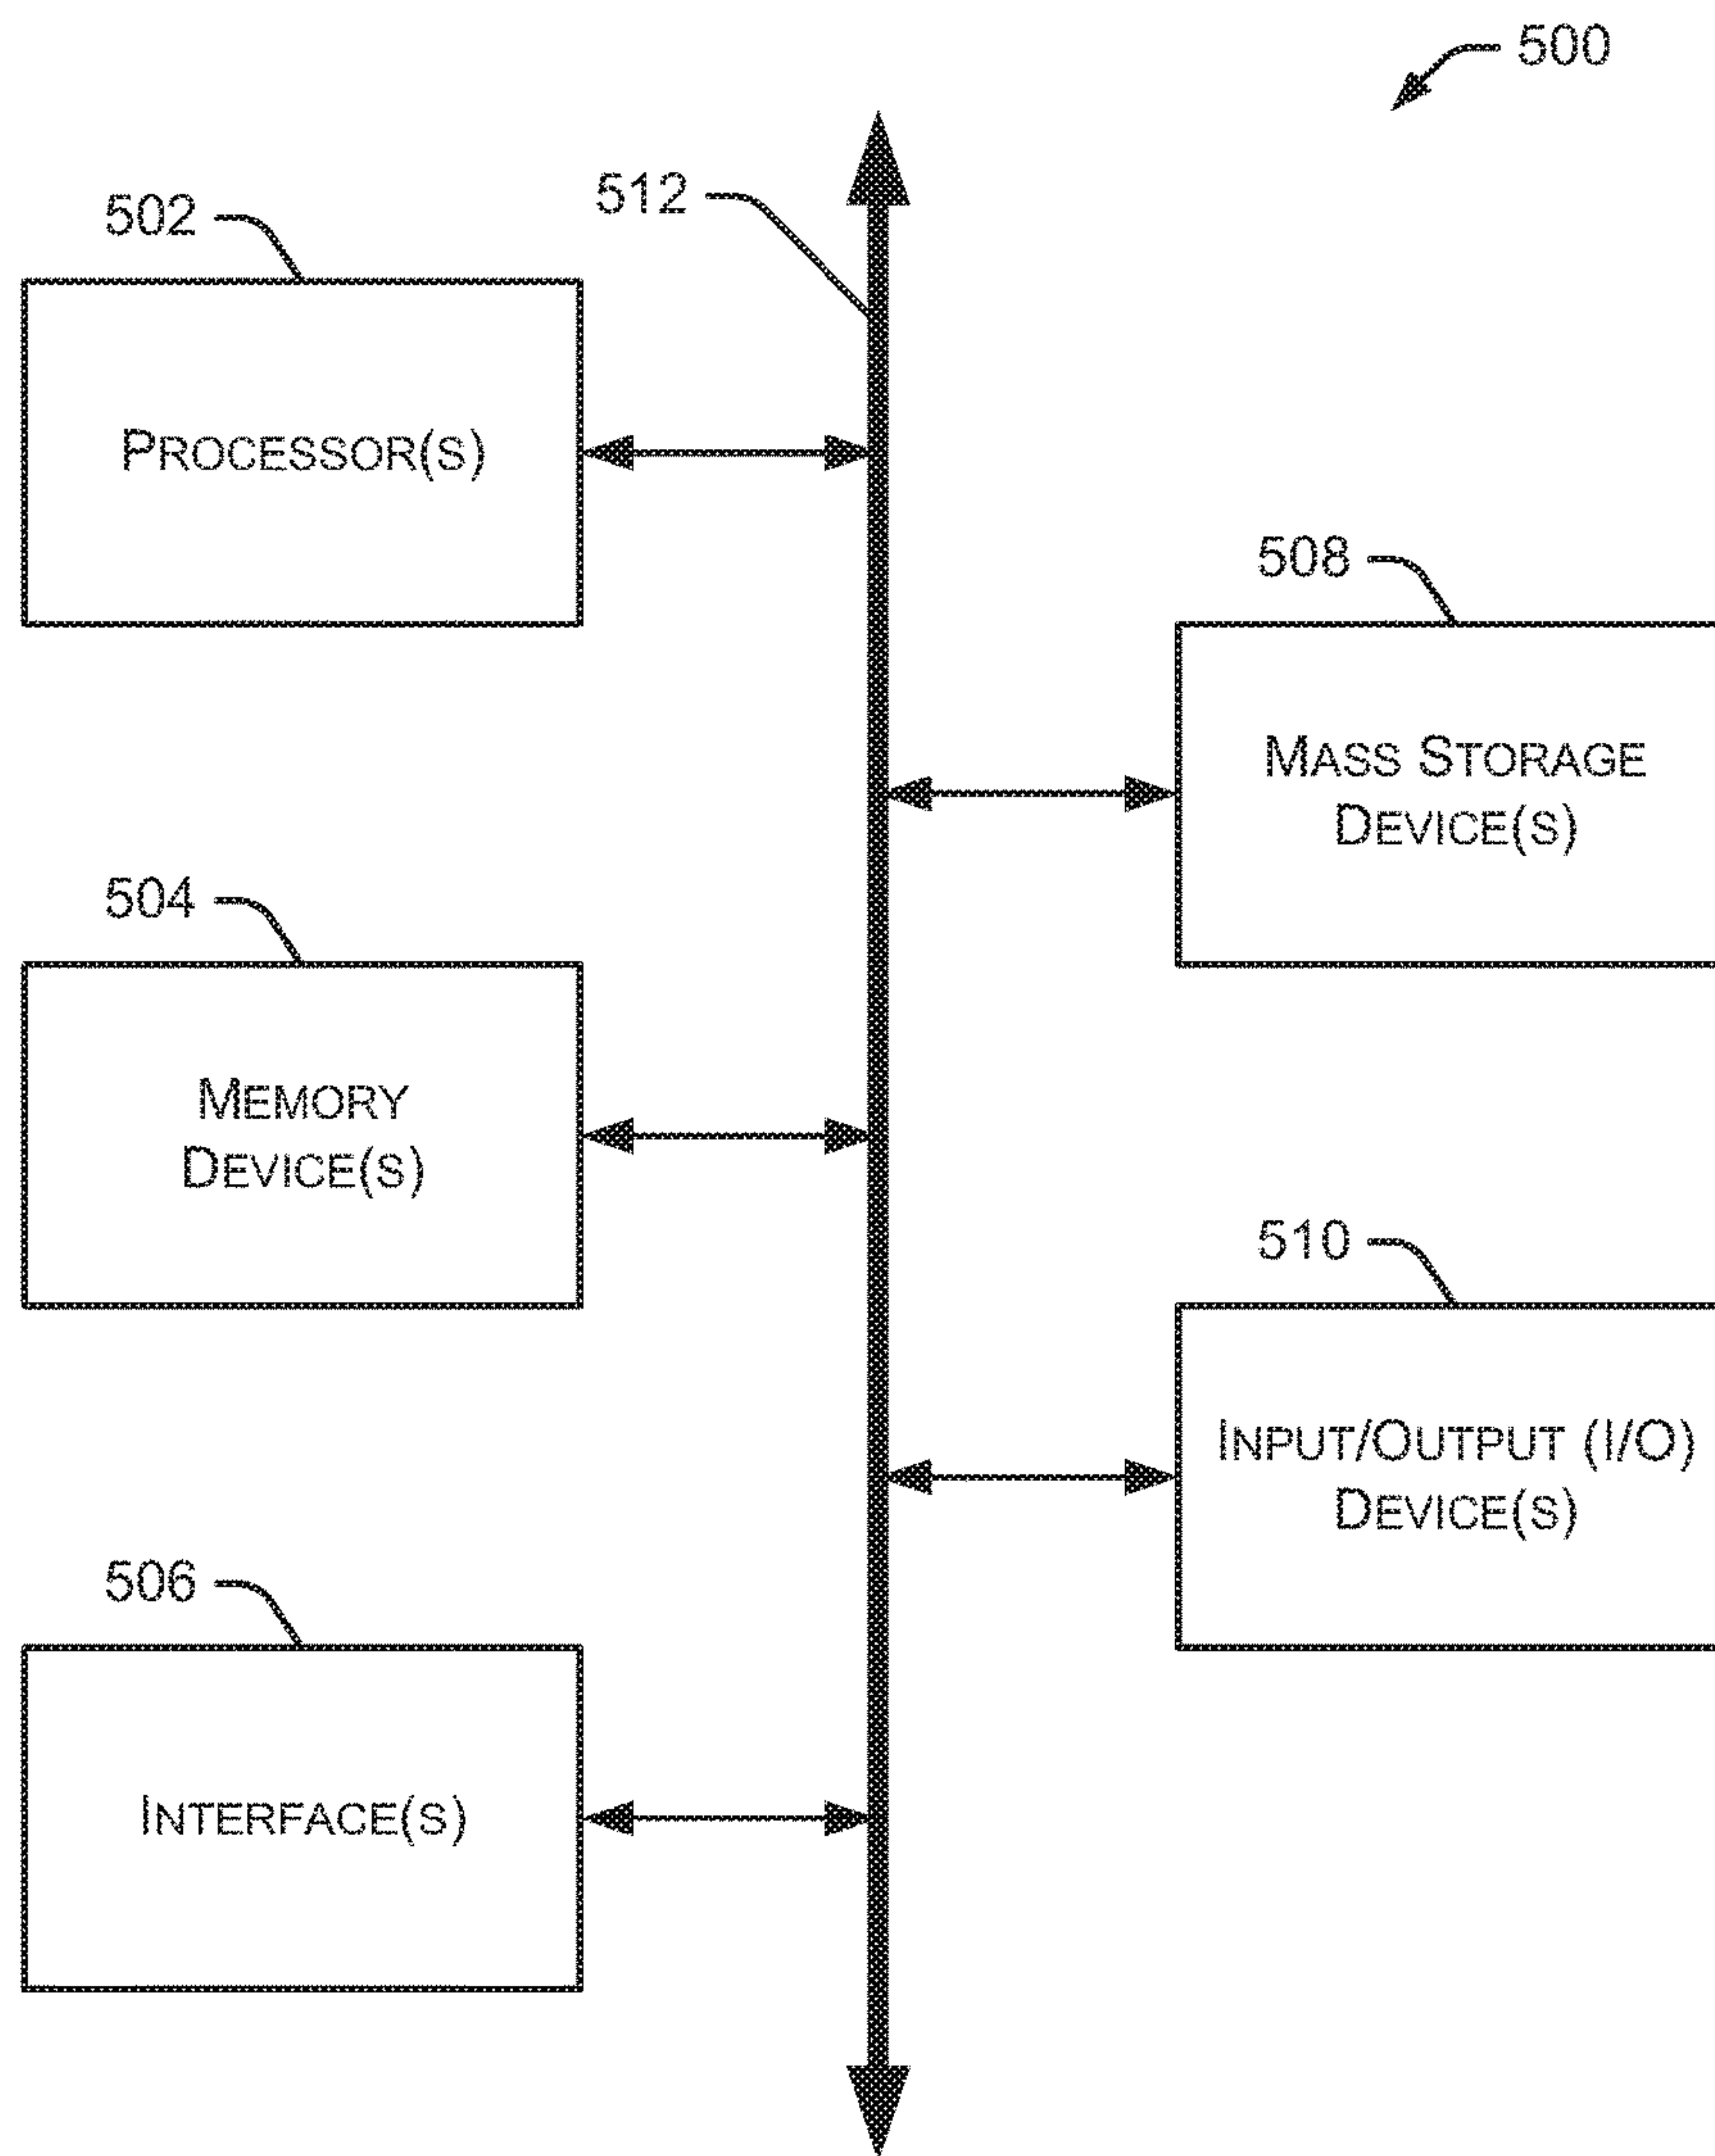 500
502
512
PROCESSOR(S)
508
MASS STORAGE
DEVICE(S)
504
MEMORY
DEVICE(S)
510
INPUT/OUTPUT (I/O)
DEVICE(S)
506
INTERFACE(S)